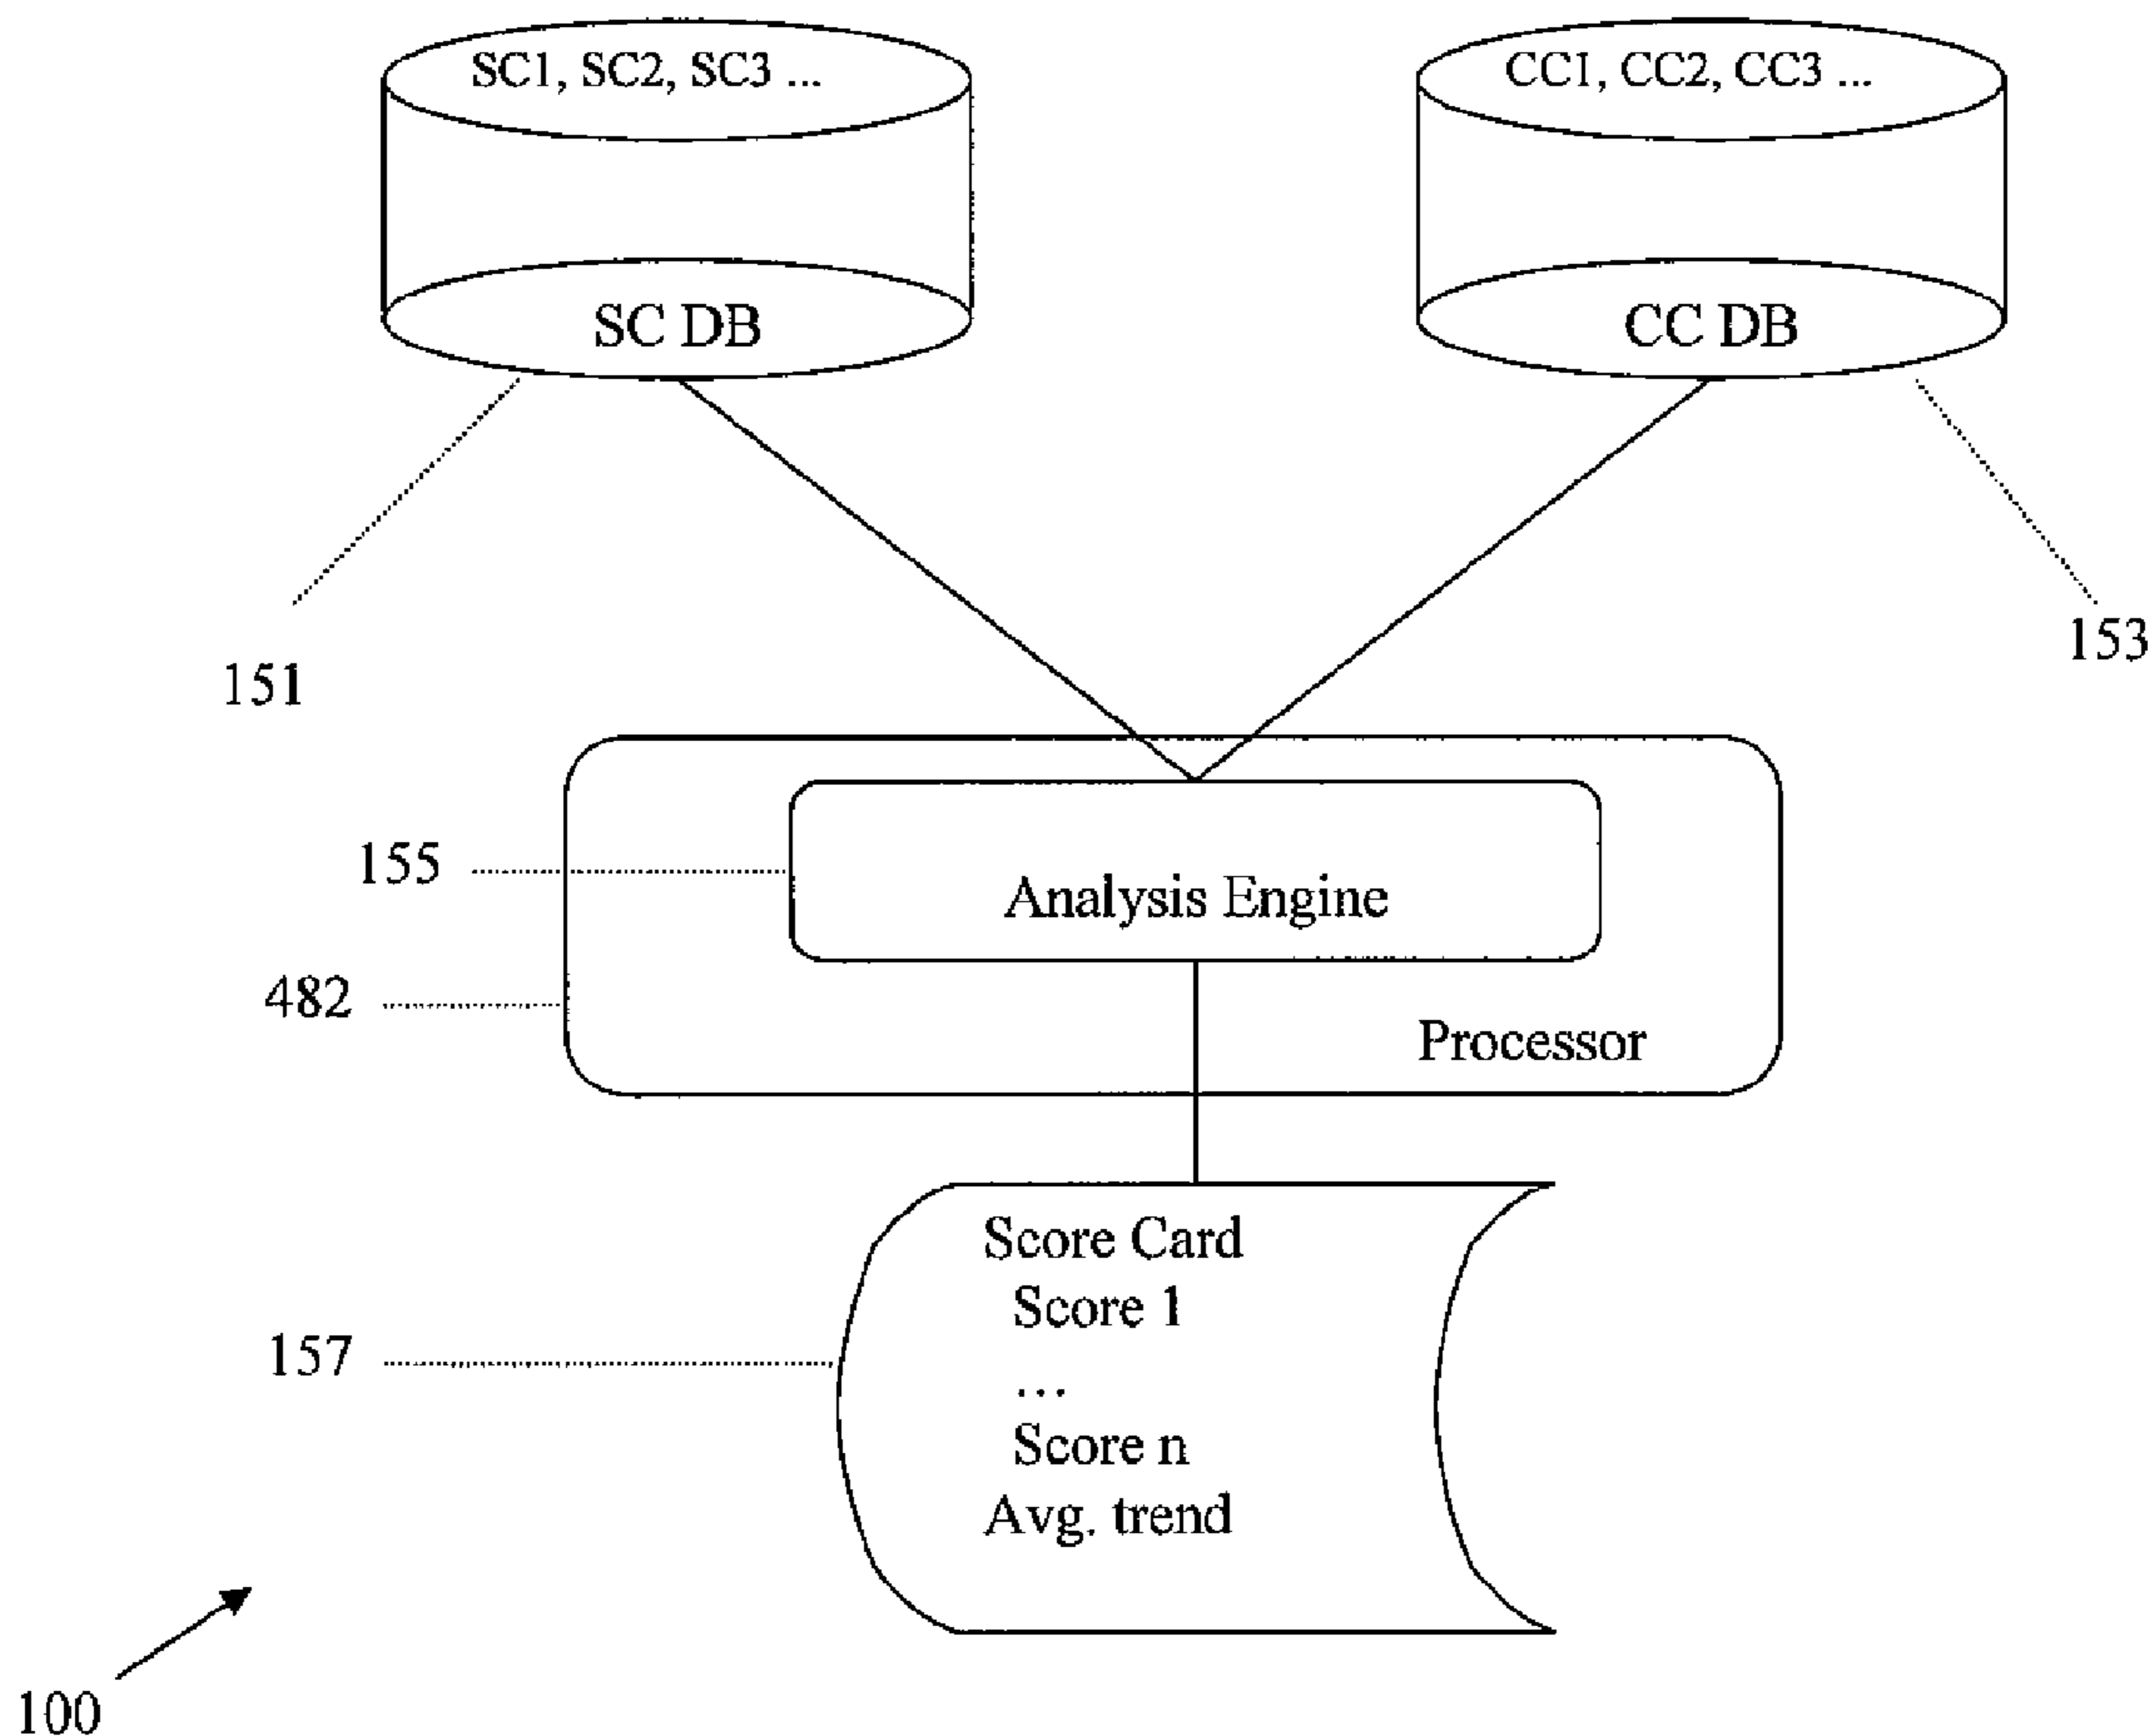 SC1, SC2, SC3 ...
CC1, CC2, CC3 ...
SC DB
CC DB
151
153
155
Analysis Engine
482
Processor
Score Card
Score 1
157
...
Score n
Avg. trend
100